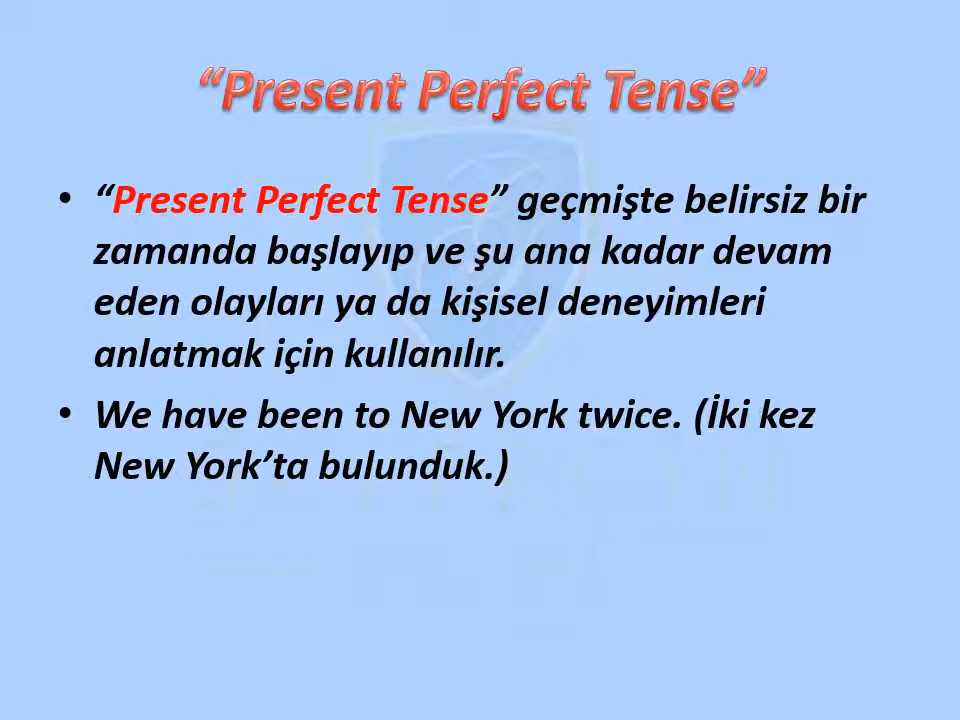 “Present Perfect Tense”
• “Present Perfect Tense” geçmişte belirsiz bir
zamanda başlayıp ve şu ana kadar devam
eden olayları ya da kişisel deneyimleri
anlatmak için kullanılır.
• We have been to New York twice. (İki kez
New York’ta bulunduk.)